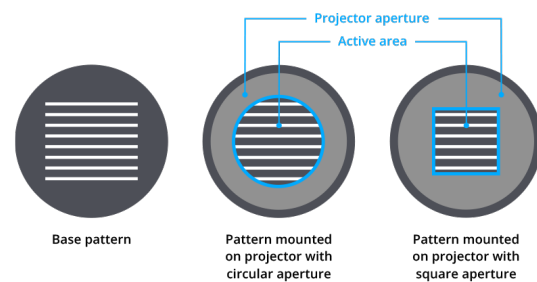 Projector aperture
Active area
Base pattern
Pattern mounted
on projector with
circular aperture
Pattern mounted
on projector with
square aperture